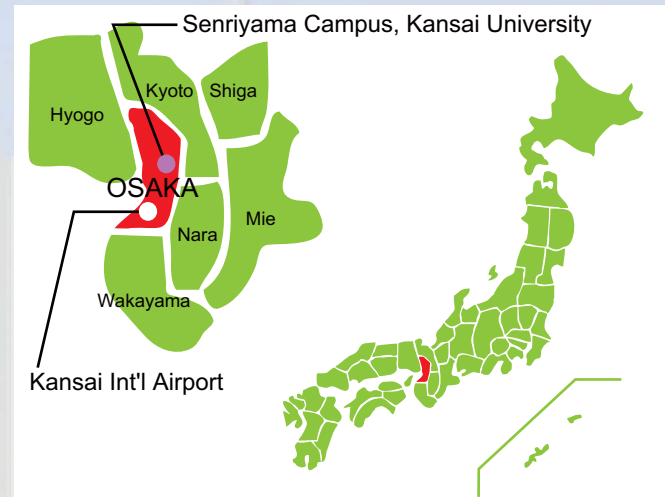 Senriyama Campus, Kansai University
Kyoto
Shiga
Hyogo
OSAKA
Mie
Nara
Wakayama
Kansai Int'l Airport